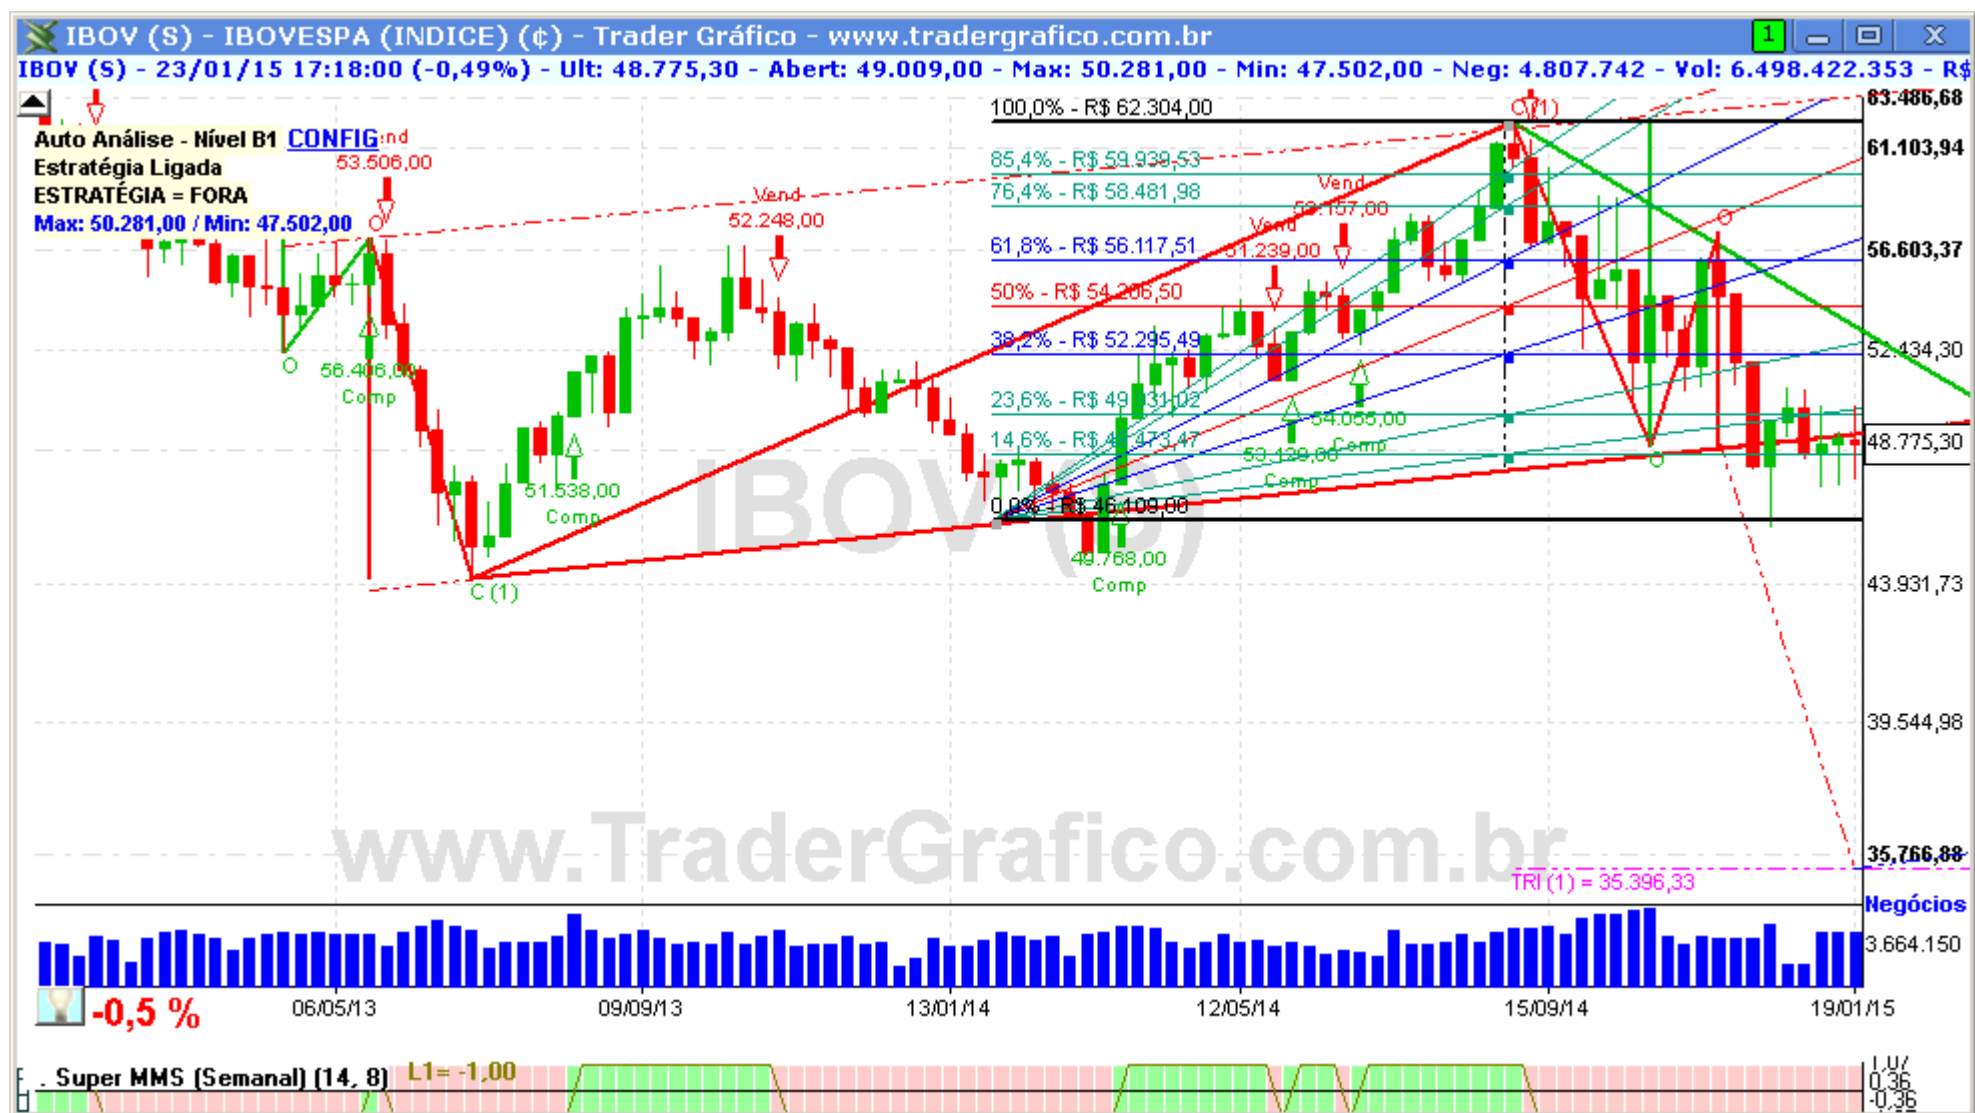 IBOV (S) - IBOVESPA (INDICE) (¢) - Trader Gráfico - www.tradergrafico.com.br
1
IBOV (S) - 23/01/15 17:18:00 (-0,49%) - Ult: 48.775,30 - Abert: 49.009,00 - Max: 50.281,00 - Min: 47.502,00 - Neg: 4.807.742 - Vol: 6.498.422.353 - R$
Auto Análise - Nível B1 CONFIG
Estratégia Ligada
ESTRATÉGIA = FORA
Max: 50.281,00 / Min: 47.502,00
53.506,00
O
O
56.406,00
Comp
C (1)
51.538,00
Comp
Vend
52.248,00
100,0% - R$ 62.304,00
85,4% - R$ 59.939,53
76,4% - R$ 58.481,98
61,8% - R$ 56.117,51
50% - R$ 54.206,50
38,2% - R$ 52.295,49
23,6% - R$ 49.931,02
14,6% - R$ 48.473,47
0,0% - R$ 46.109,00
49.768,00
Comp
Vend
51.239,00
Vend
53.139,00
Comp
54.055,00
Comp
O
O
63.486,68
61.103,94
56.603,37
52.434,30
48.775,30
43.931,73
39.544,98
35.766,88
IBOV (S)
www.TraderGrafico.com.br
TRI (1) = 35.396,33
Negócios
3.664.150
-0,5 %
06/05/13
09/09/13
13/01/14
12/05/14
15/09/14
19/01/15
. Super MMS (Semanal) (14, 8)
L1= -1,00
1,07
0,36
-0,36